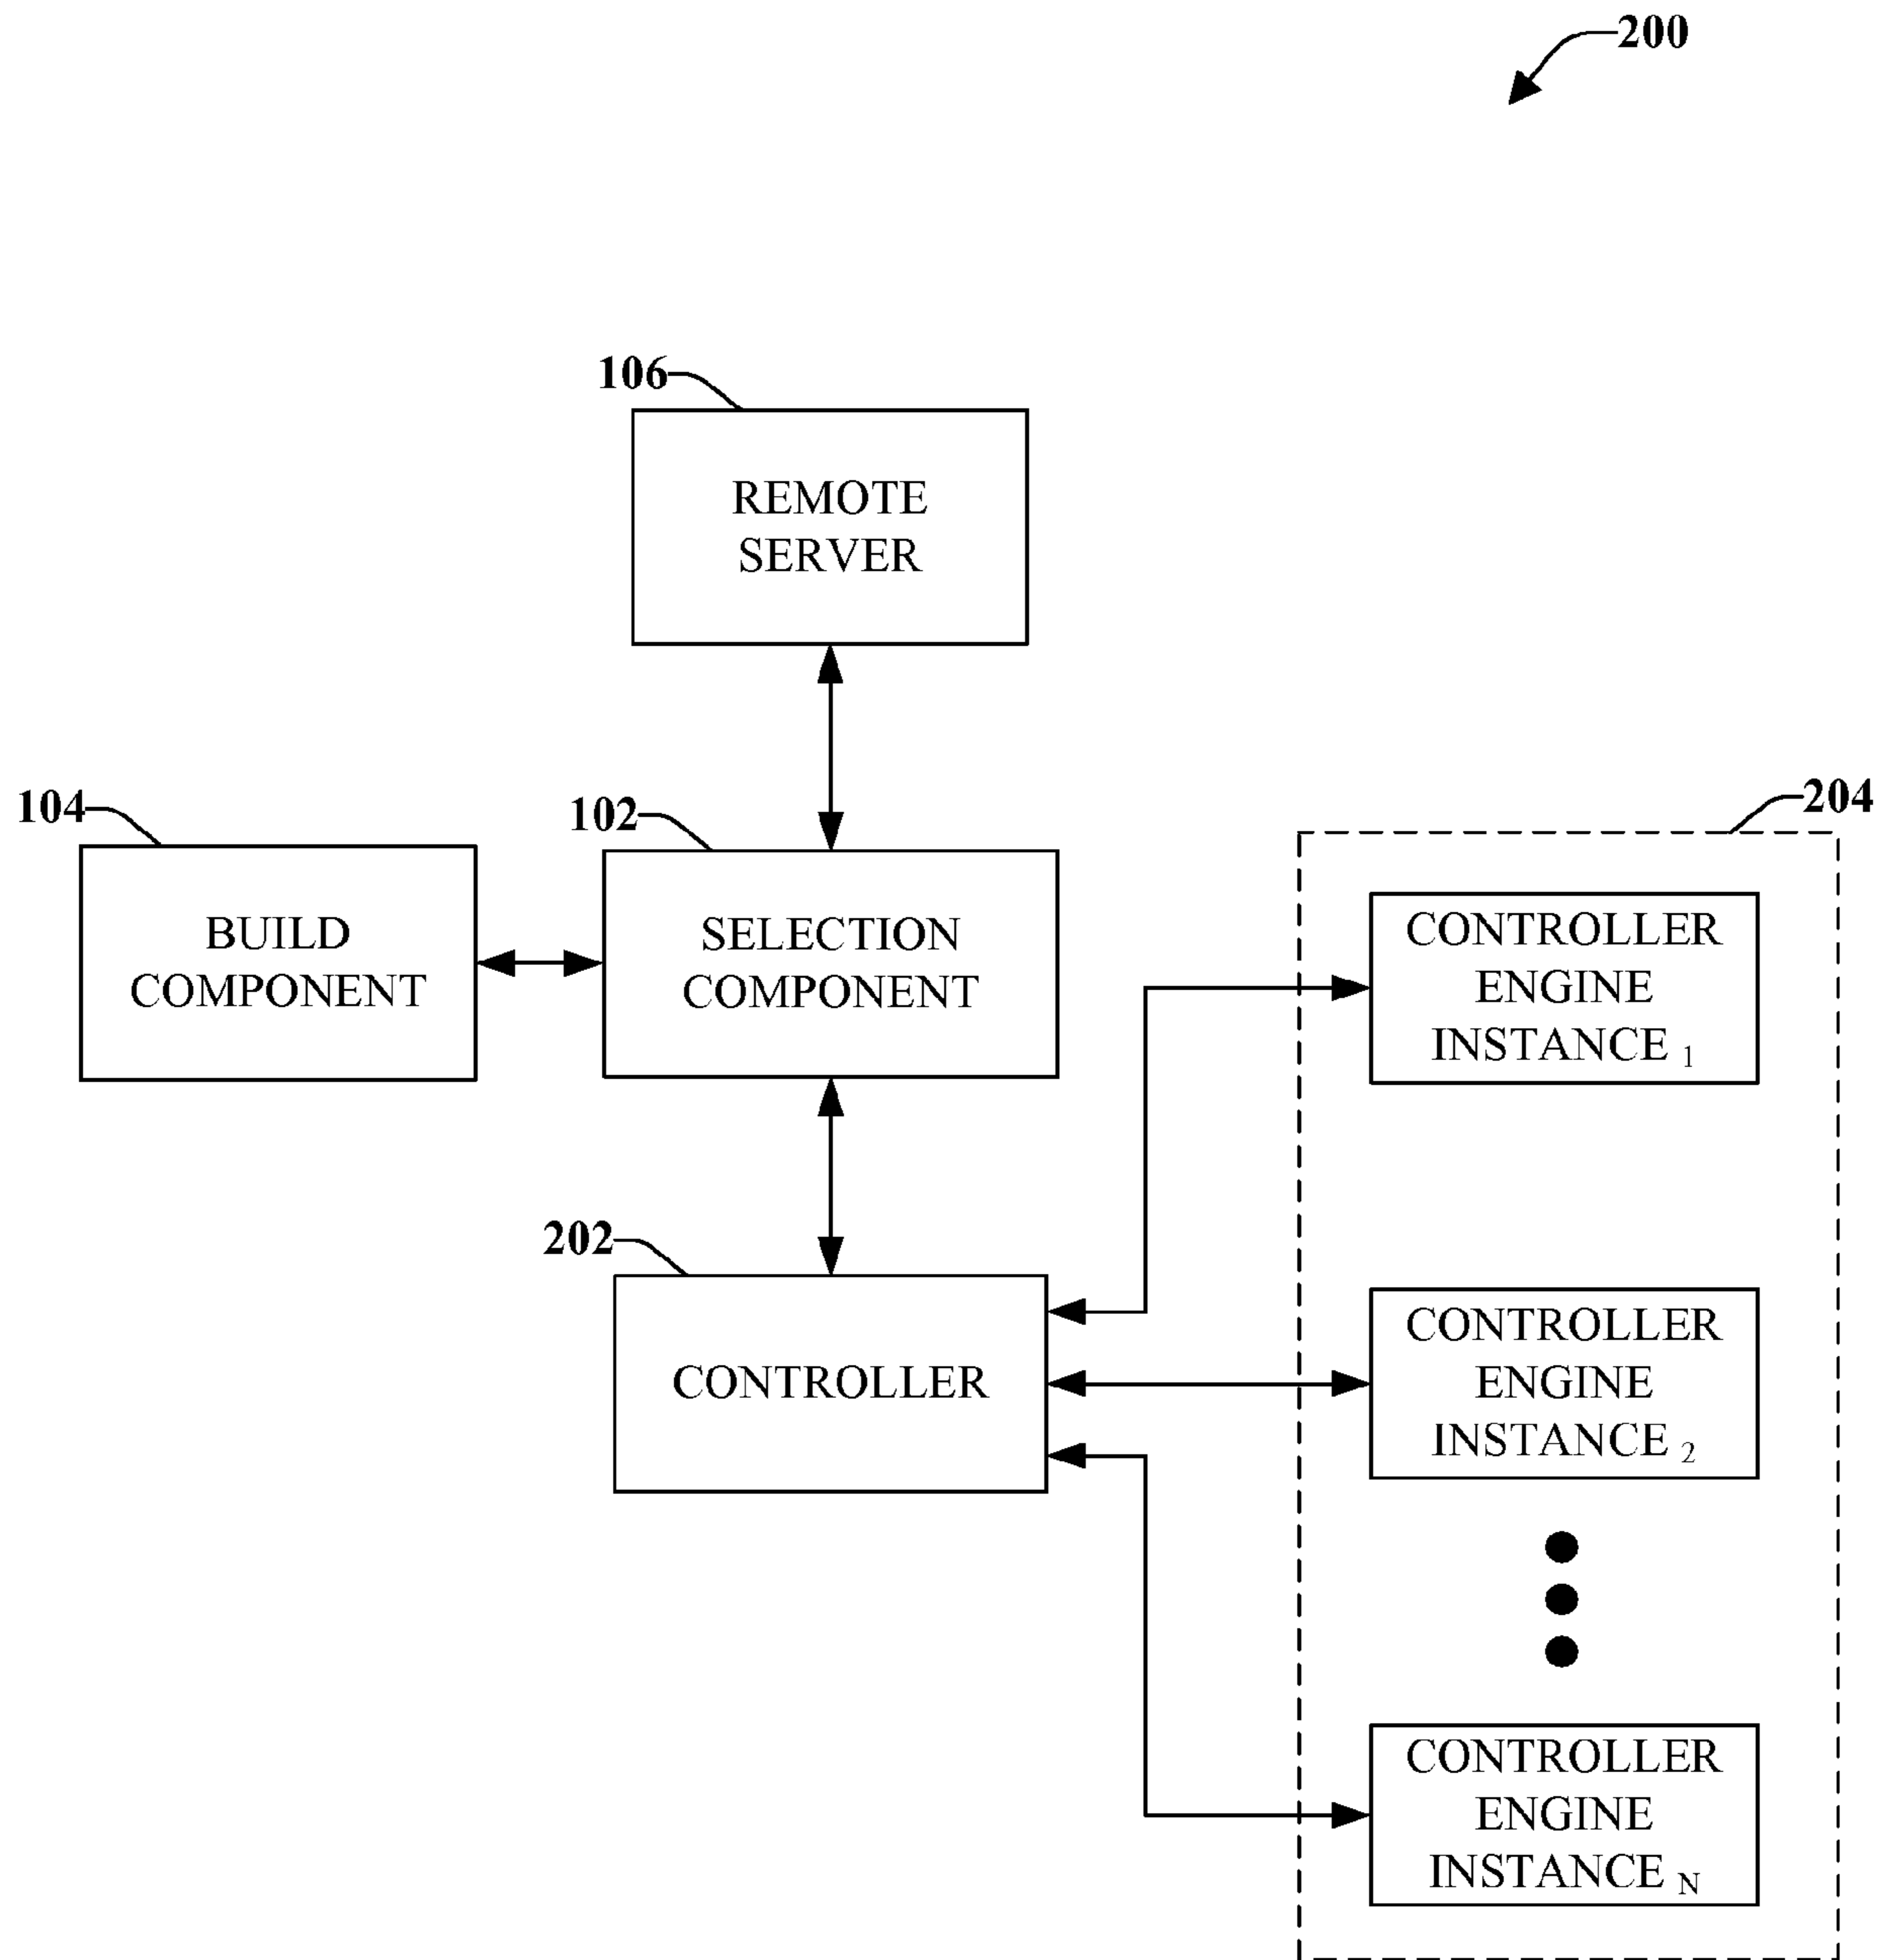 200
106
REMOTE
SERVER
104
BUILD
COMPONENT
102
SELECTION
COMPONENT
204
CONTROLLER
ENGINE
INSTANCE 1
202
CONTROLLER
CONTROLLER
ENGINE
INSTANCE 2
CONTROLLER
ENGINE
INSTANCE N